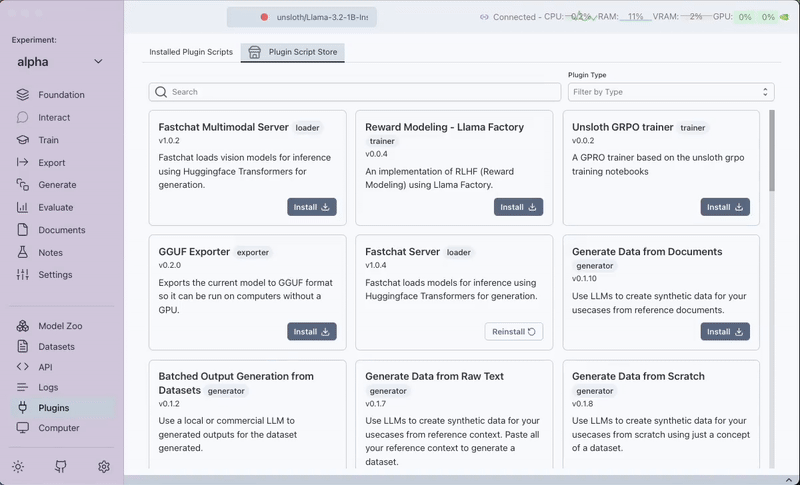 unsloth/Llama-3.2-1B-Ins
Connected - CPU: RAM: 11% VRAM: 2% GPU: 0% 0%
Experiment:
alpha
Foundation
Interact
Train
Export
Generate
Evaluate
Documents
Notes
Settings
Model Zoo
Datasets
API
Logs
Plugins
Computer
Installed Plugin Scripts
Plugin Script Store
Search
Plugin Type
Filter by Type
Fastchat Multimodal Server loader
v1.0.2
Fastchat loads vision models for inference
using Huggingface Transformers for
generation.
Install
Reward Modeling - Llama Factory
trainer
v0.0.4
An implementation of RLHF (Reward
Modeling) using Llama Factory.
Install
Unsloth GRPO trainer trainer
v0.0.2
A GPRO trainer based on the unsloth grpo
training notebooks
Install
GGUF Exporter exporter
v0.2.0
Exports the current model to GGUF format
so it can be run on computers without a
GPU.
Install
Fastchat Server loader
v1.0.4
Fastchat loads models for inference using
Huggingface Transformers for generation.
Reinstall
Generate Data from Documents
generator
v0.1.10
Use LLMs to create synthetic data for your
usecases from reference documents.
Install
Batched Output Generation from
Datasets generator
v0.1.2
Use a local or commercial LLM to
generated outputs for the dataset
generated.
Generate Data from Raw Text
generator
v0.1.7
Use LLMs to create synthetic data for your
usecases from reference context. Paste all
your reference context to generate a
dataset.
Generate Data from Scratch
generator
v0.1.8
Use LLMs to create synthetic data for your
usecases from scratch using just a concept
of a dataset.